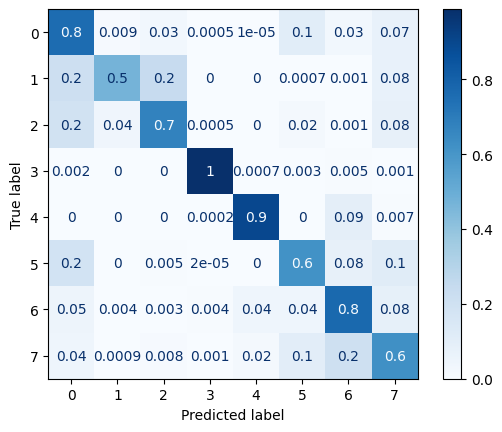 0 0.8 0.009 0.03 0.0005 1e-05 0.1 0.03 0.07
1 0.2 0.5 0.2 0 0 0.0007 0.001 0.08
2 0.2 0.04 0.7 0.0005 0 0.02 0.001 0.08
3 0.002 0 0 1 0.0007 0.003 0.005 0.001
4 0 0 0 0.0002 0.9 0 0.09 0.007
5 0.2 0 0.005 2e-05 0 0.6 0.08 0.1
6 0.05 0.004 0.003 0.004 0.04 0.04 0.8 0.08
7 0.04 0.0009 0.008 0.001 0.02 0.1 0.2 0.6
0 1 2 3 4 5 6 7
Predicted label
True label
0.8
0.6
0.4
0.2
0.0